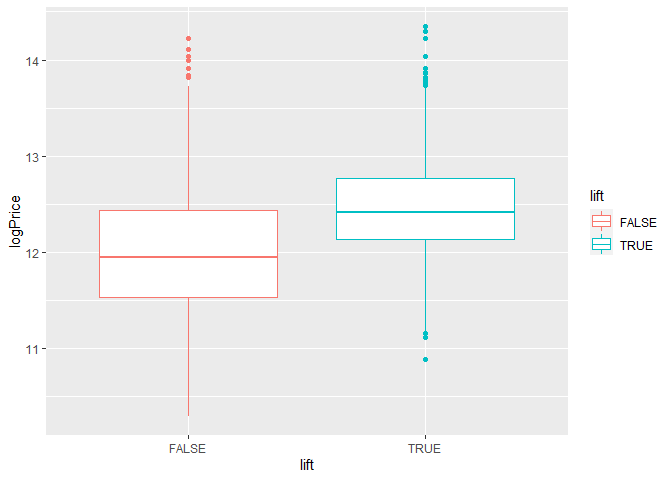 14
13
12
11
logPrice
FALSE
TRUE
lift
lift
FALSE
TRUE